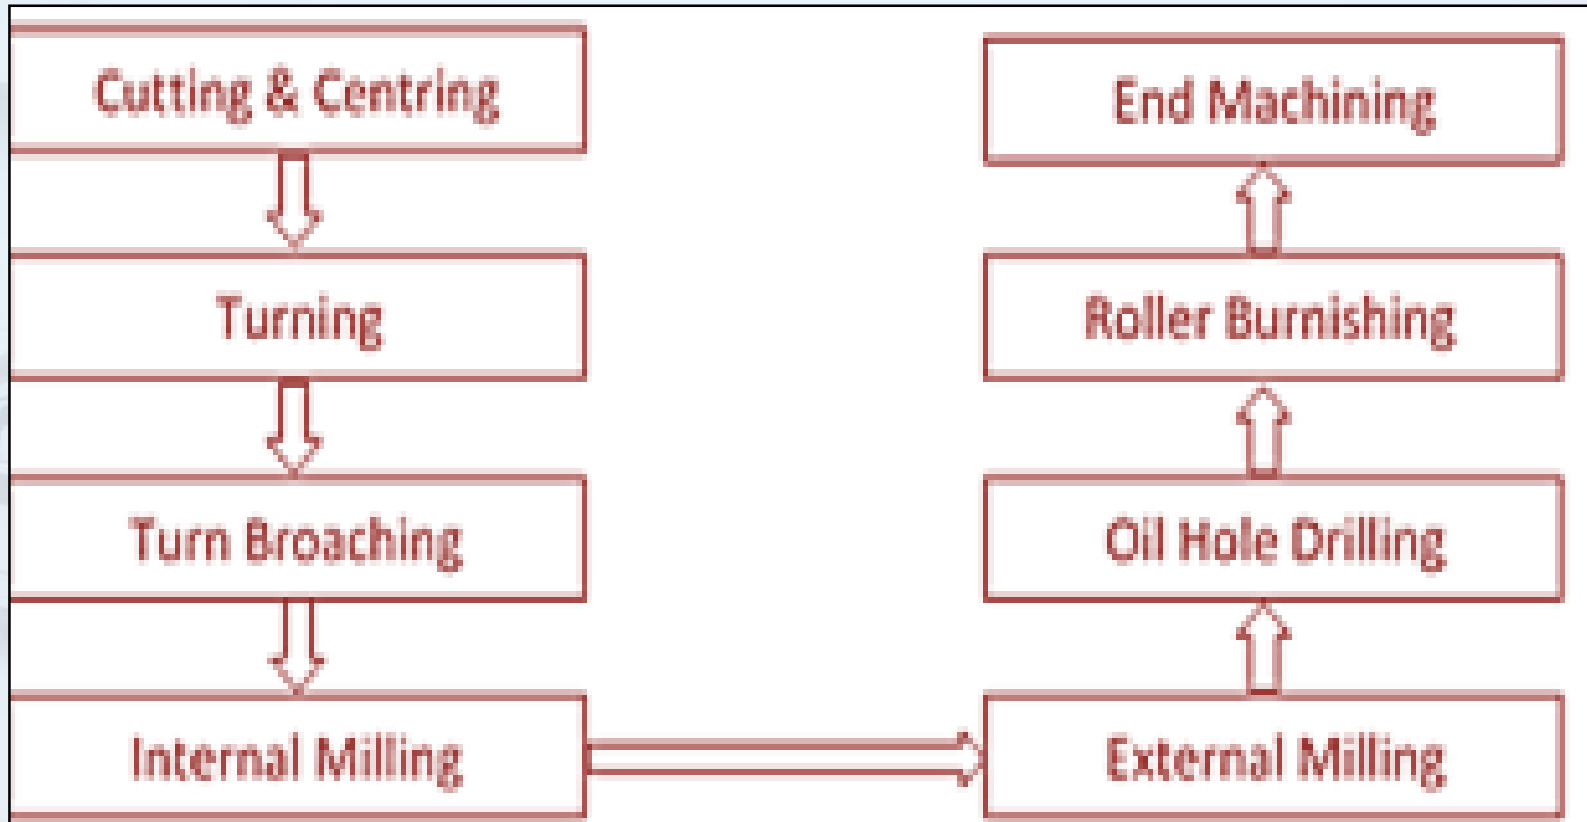 Cutting & Centring
Turning
Turn Broaching
Internal Milling
External Milling
Oil Hole Drilling
Roller Burnishing
End Machining